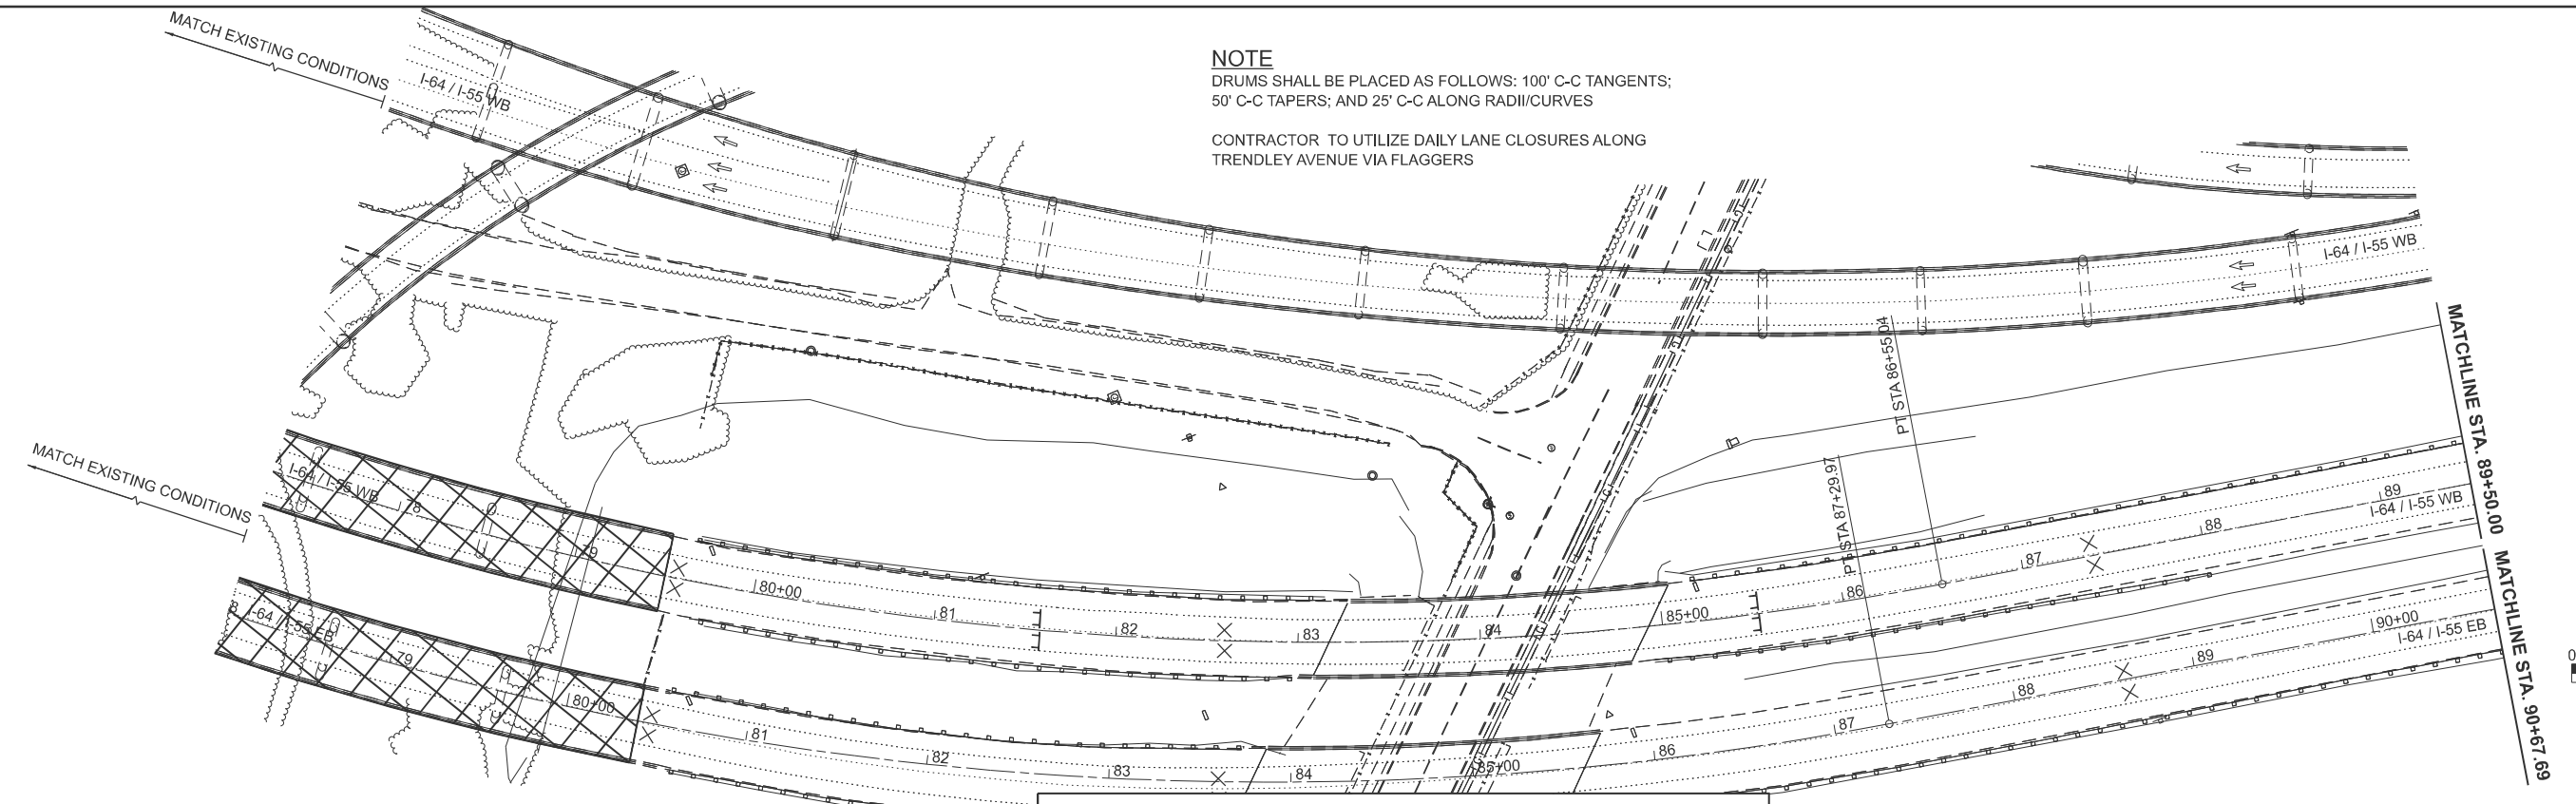 MATCH EXISTING CONDITIONS
I-64 / I-55 WB
NOTE
DRUMS SHALL BE PLACED AS FOLLOWS: 100' C-C TANGENTS;
50' C-C TAPERS; AND 25' C-C ALONG RADII/CURVES
CONTRACTOR TO UTILIZE DAILY LANE CLOSURES ALONG
TRENDLEY AVENUE VIA FLAGGERS
I-64 / I-55 WB
MATCHLINE STA. 89+50.00
PT STA 86+55.04
PT STA 87+29.97
MATCH EXISTING CONDITIONS
I-64 / I-55 WB
78
79
80+00
81
82
83
84
85+00
86
87
88
89
I-64 / I-55 WB
MATCHLINE STA. 90+67.69
I-64 / I-55 EB
79
80+00
81
82
83
84
85+00
86
87
88
89
90+00
I-64 / I-55 EB
0